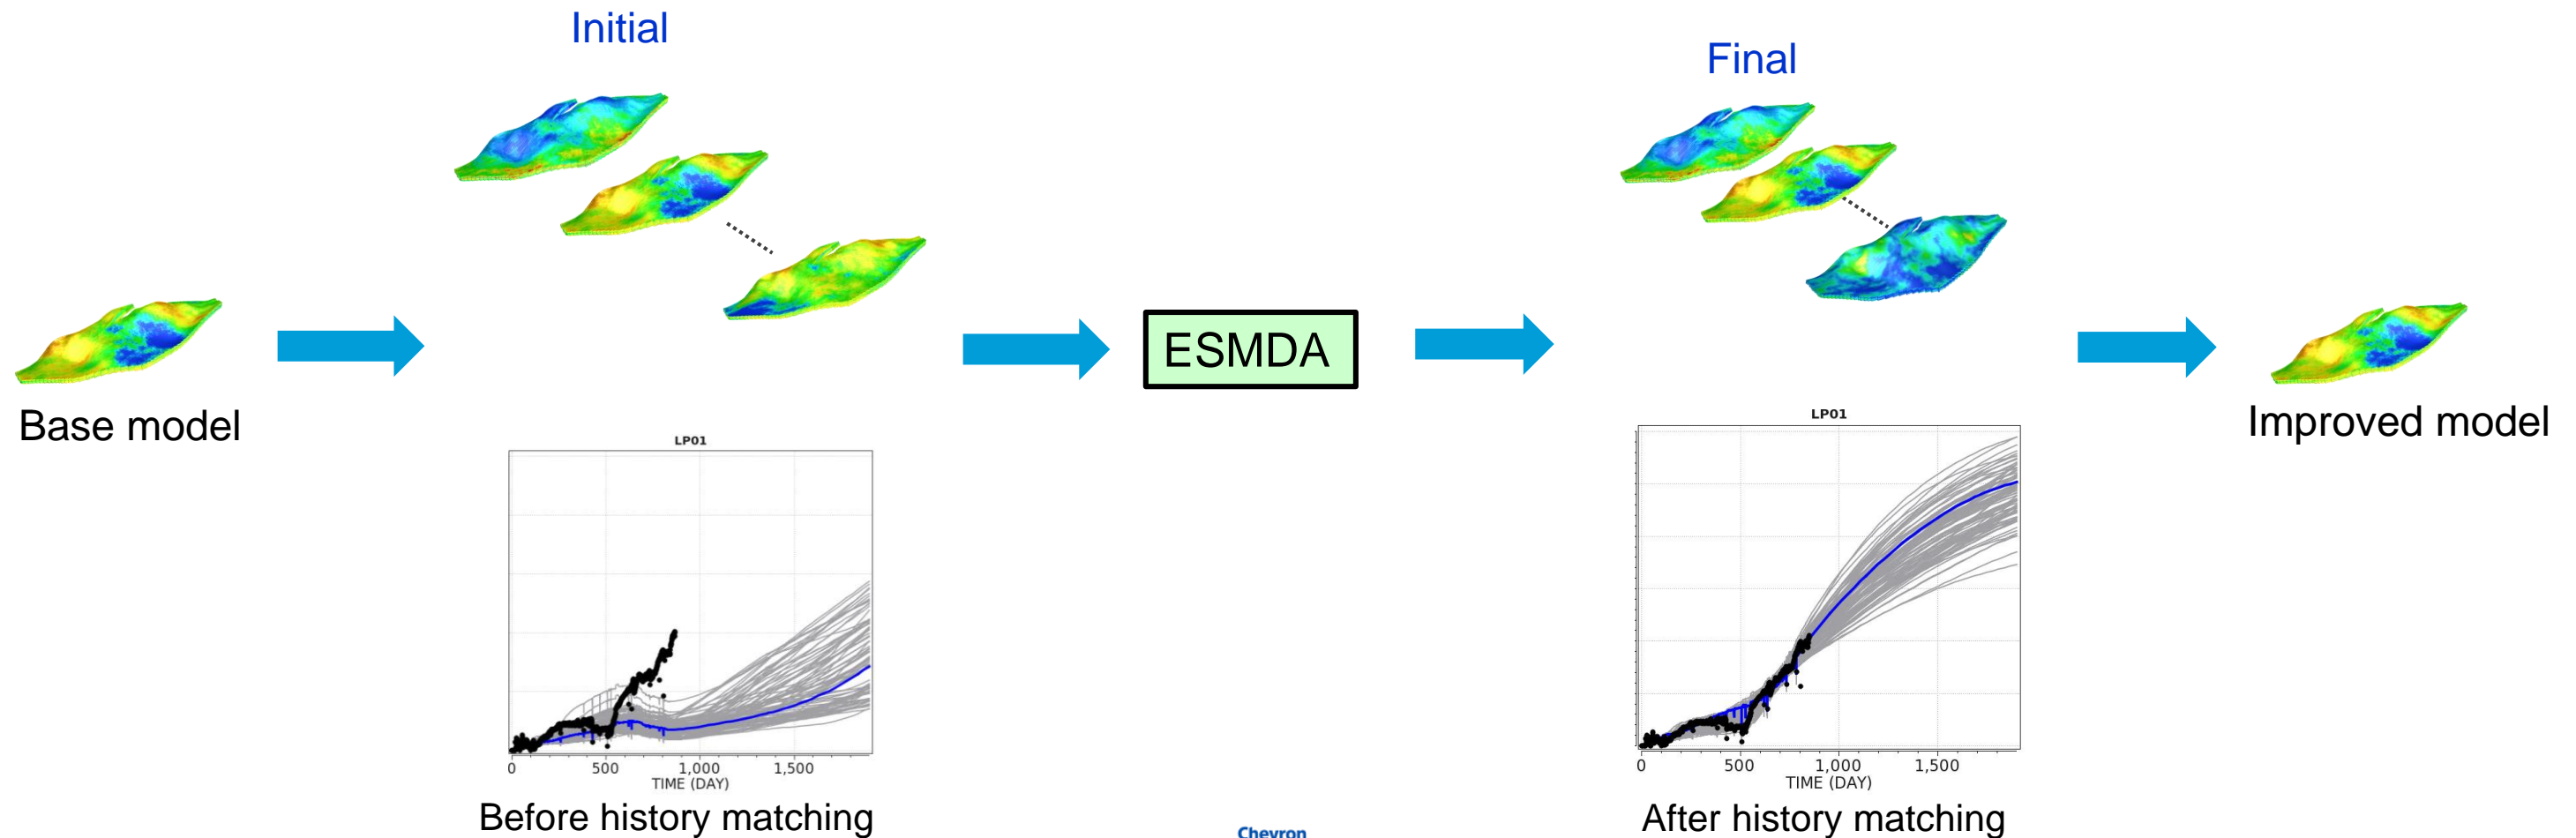 Initial
Final
ESMDA
Base model
Improved model
LP01
0 500 1,000 1,500
TIME (DAY)
Before history matching
LP01
0 500 1,000 1,500
TIME (DAY)
After history matching
Chevron